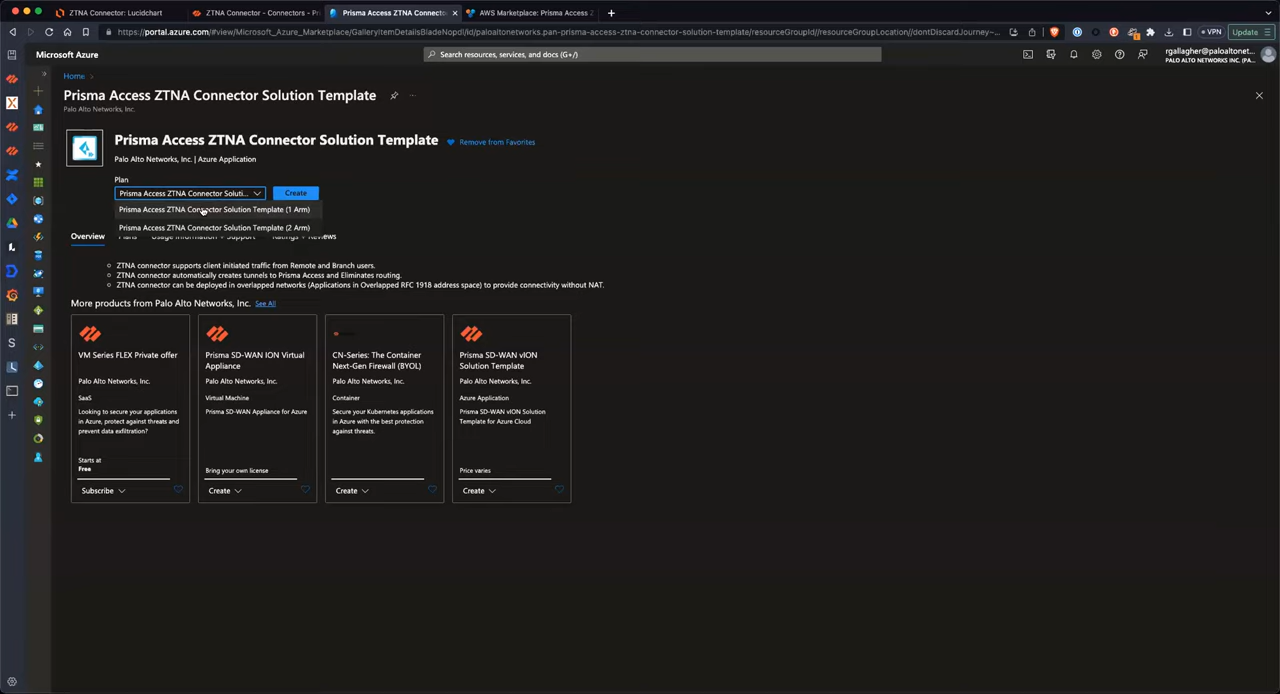 ZTNA Connector: Lucidchart
ZTNA Connector - Connectors - Pr
Prisma Access ZTNA Connecto
AWS Marketplace: Prisma Access Z
https://portal.azure.com/#view/Microsoft_Azure_Marketplace/GalleryItemDetailsBladeNopdl/id/paloaltonetworks.pan-prisma-access-ztna-connector-solution-template/resourceGroupId//resourceGroupLocation//dontDiscardJourney~...
VPN
Update
Microsoft Azure
Search resources, services, and docs (G+/)
rgallagher@paloaltonet...
PALO ALTO NETWORKS INC. (PA...
Home
Prisma Access ZTNA Connector Solution Template
Palo Alto Networks, Inc.
Prisma Access ZTNA Connector Solution Template
Remove from Favorites
Palo Alto Networks, Inc. | Azure Application
Plan
Prisma Access ZTNA Connector Soluti...
Create
Prisma Access ZTNA Connector Solution Template (1 Arm)
Prisma Access ZTNA Connector Solution Template (2 Arm)
Overview
Plans
Usage Information + Support
Ratings + Reviews
ZTNA connector supports client initiated traffic from Remote and Branch users.
ZTNA connector automatically creates tunnels to Prisma Access and Eliminates routing.
ZTNA connector can be deployed in overlapped networks (Applications in Overlapped RFC 1918 address space) to provide connectivity without NAT.
More products from Palo Alto Networks, Inc. See All
VM Series FLEX Private offer
Palo Alto Networks, Inc.
SaaS
Looking to secure your applications
in Azure, protect against threats and
prevent data exfiltration?
Starts at
Free
Subscribe
Prisma SD-WAN ION Virtual
Appliance
Palo Alto Networks, Inc.
Virtual Machine
Prisma SD-WAN Appliance for Azure
Bring your own license
Create
CN-Series: The Container
Next-Gen Firewall (BYOL)
Palo Alto Networks, Inc.
Container
Secure your Kubernetes applications
in Azure with the best protection
against threats.
Create
Prisma SD-WAN vION
Solution Template
Palo Alto Networks, Inc.
Azure Application
Prisma SD-WAN vION Solution
Template for Azure Cloud
Price varies
Create